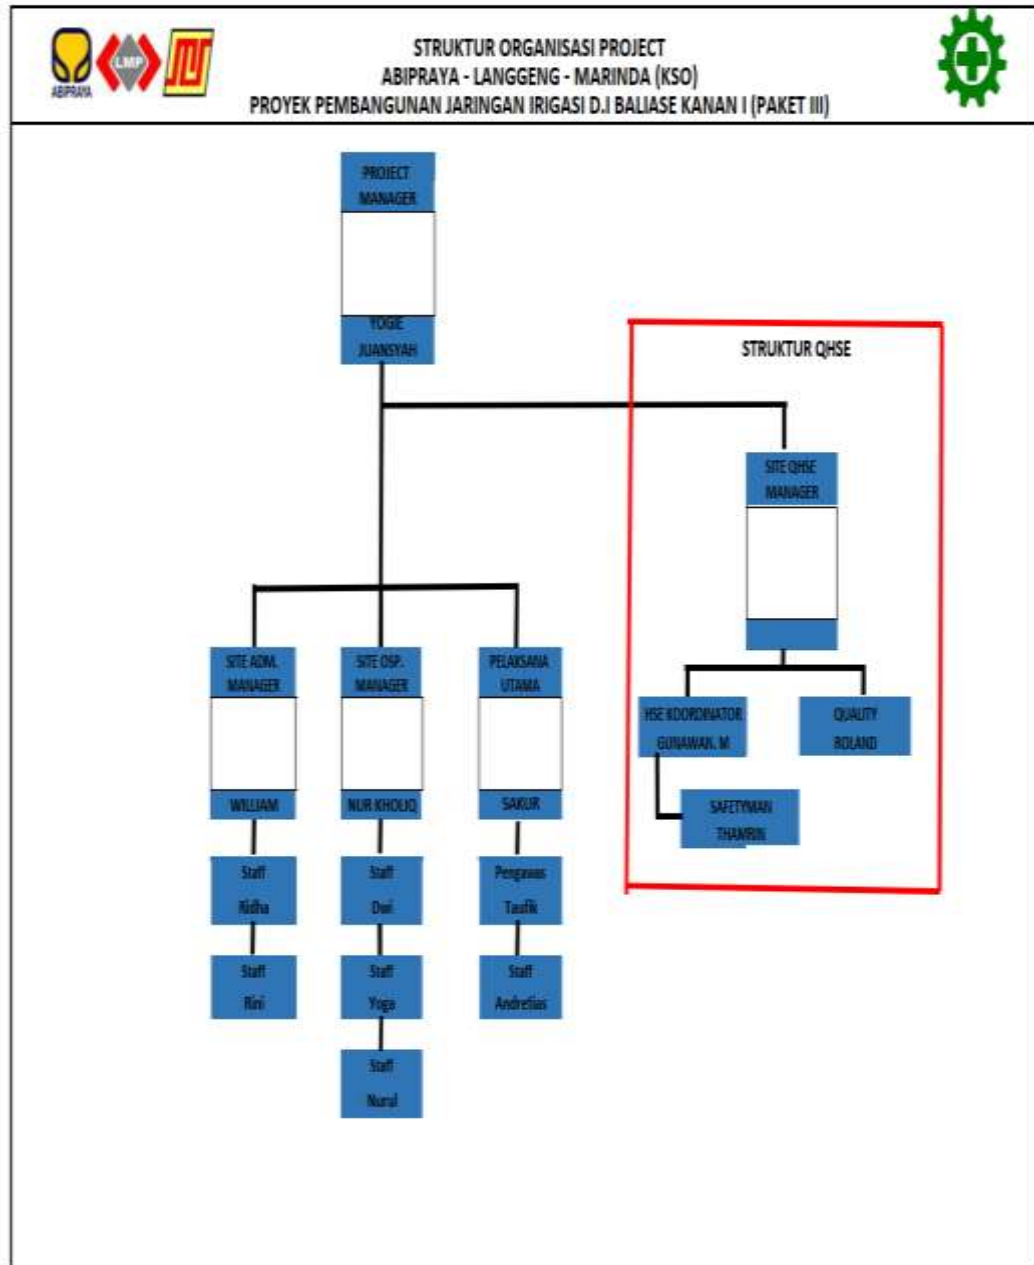 ABIPRAYA
LMP
STRUKTUR ORGANISASI PROJECT
ABIPRAYA - LANGGENG - MARINDA (KSO)
PROYEK PEMBANGUNAN JARINGAN IRIGASI D.I BALIASE KANAN I (PAKET III)
PROJECT
MANAGER
YOGIE
JUANSYAH
STRUKTUR QHSE
SITE QHSE
MANAGER
HSE KOORDINATOR
GUNAWAN. M
QUALITY
ROLAND
SAFETYMAN
THAMRIN
SITE ADM.
MANAGER
WILLIAM
Staff
Ridha
Staff
Rini
SITE OSP.
MANAGER
NUR KHOLIQ
Staff
Dwi
Staff
Yoga
Staff
Nurul
PELAKSANA
UTAMA
SAKUR
Pengawas
Taufik
Staff
Andretias